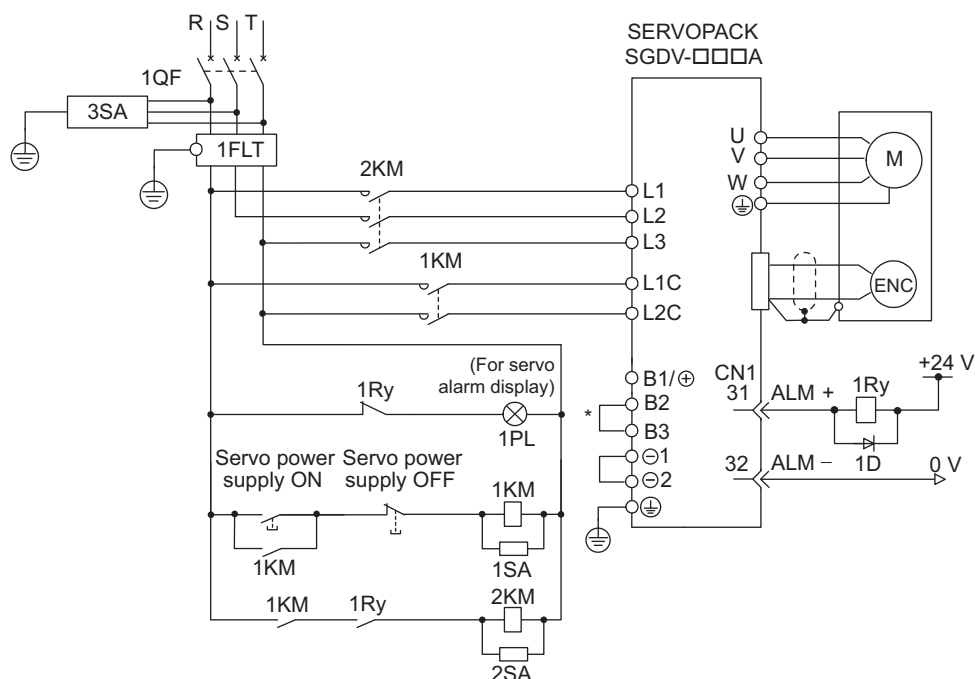 R S T
SERVOPACK
SGDV-□□□A
1QF
3SA
1FLT
2KM
U
V
W
M
L1
L2
L3
1KM
L1C
L2C
ENC
(For servo
alarm display)
1Ry
1PL
B1/⊕
B2
*
B3
⊖1
⊖2
CN1
31
ALM +
1Ry
+24 V
1D
32
ALM −
0 V
Servo power
supply ON
Servo power
supply OFF
1KM
1KM
1SA
1KM
1Ry
2KM
2SA